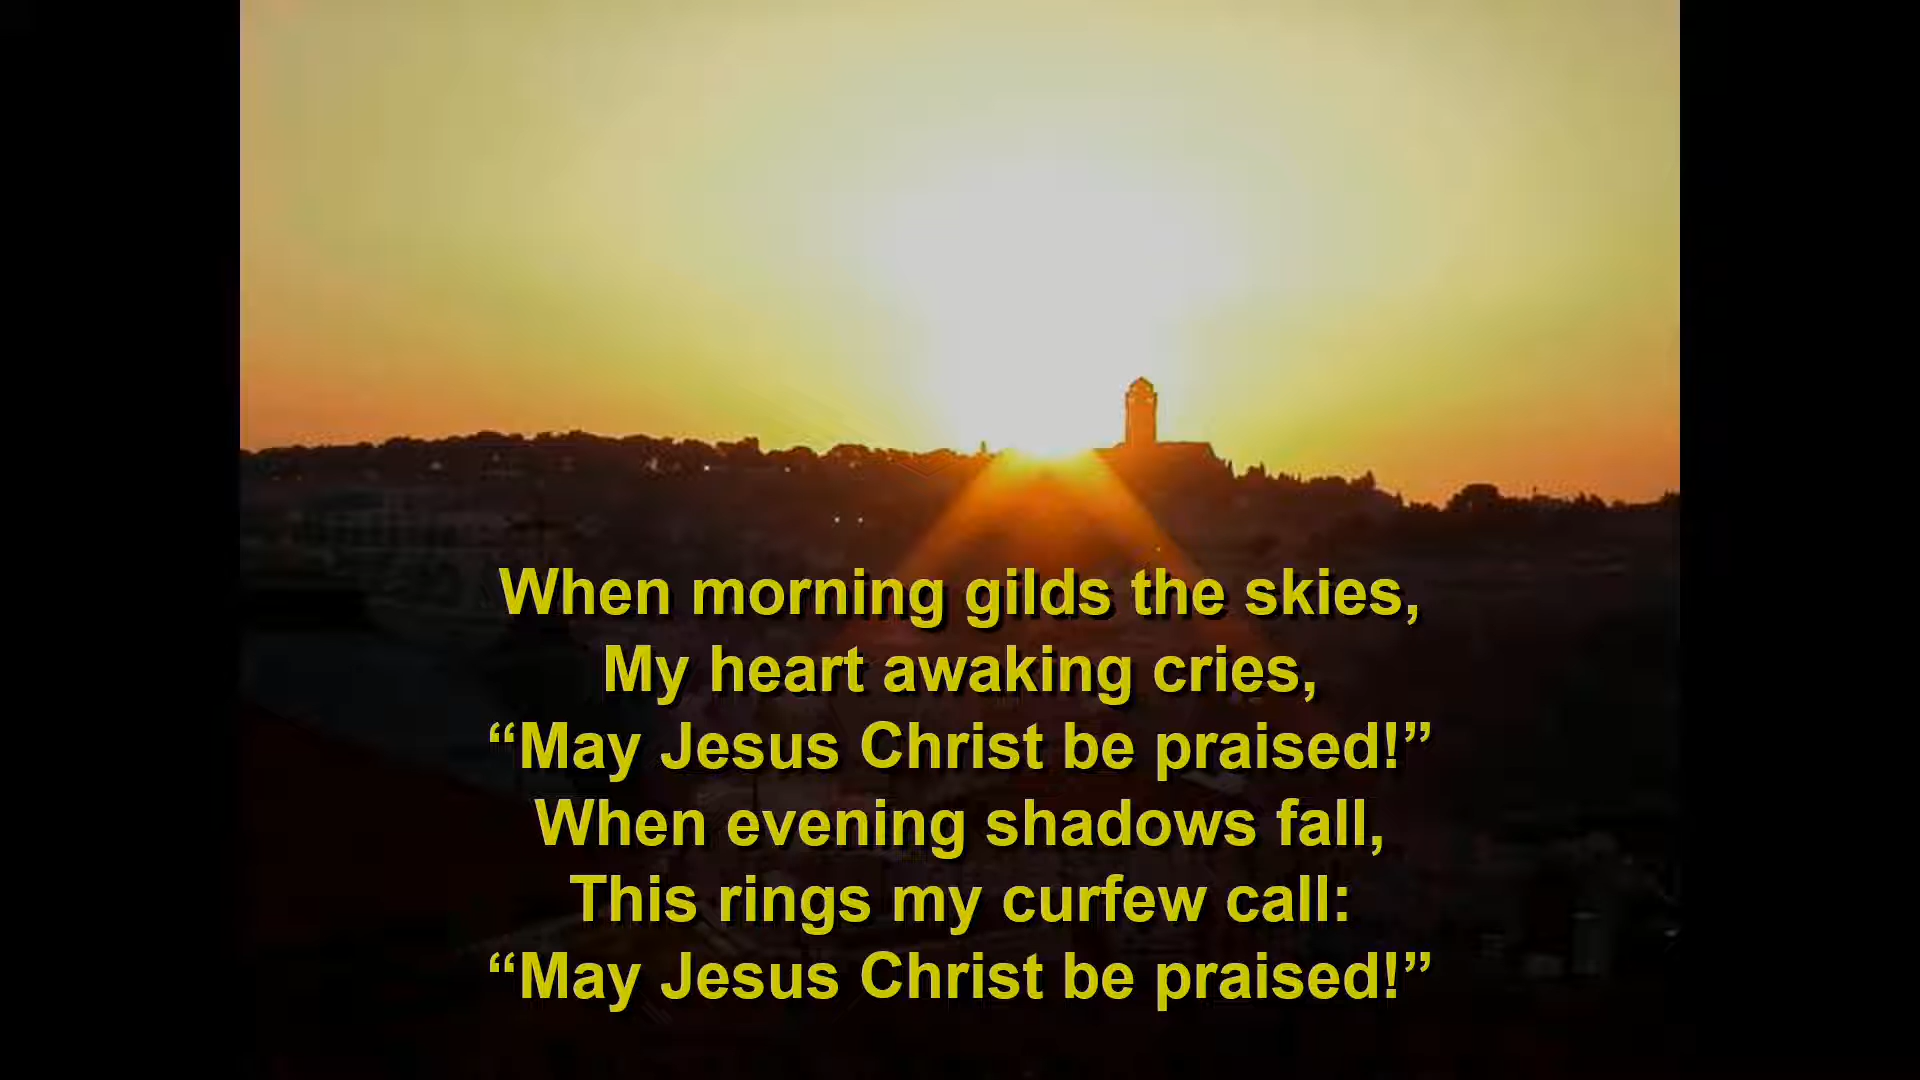 When morning gilds the skies,
My heart awaking cries,
“May Jesus Christ be praised!”
When evening shadows fall,
This rings my curfew call:
“May Jesus Christ be praised!”